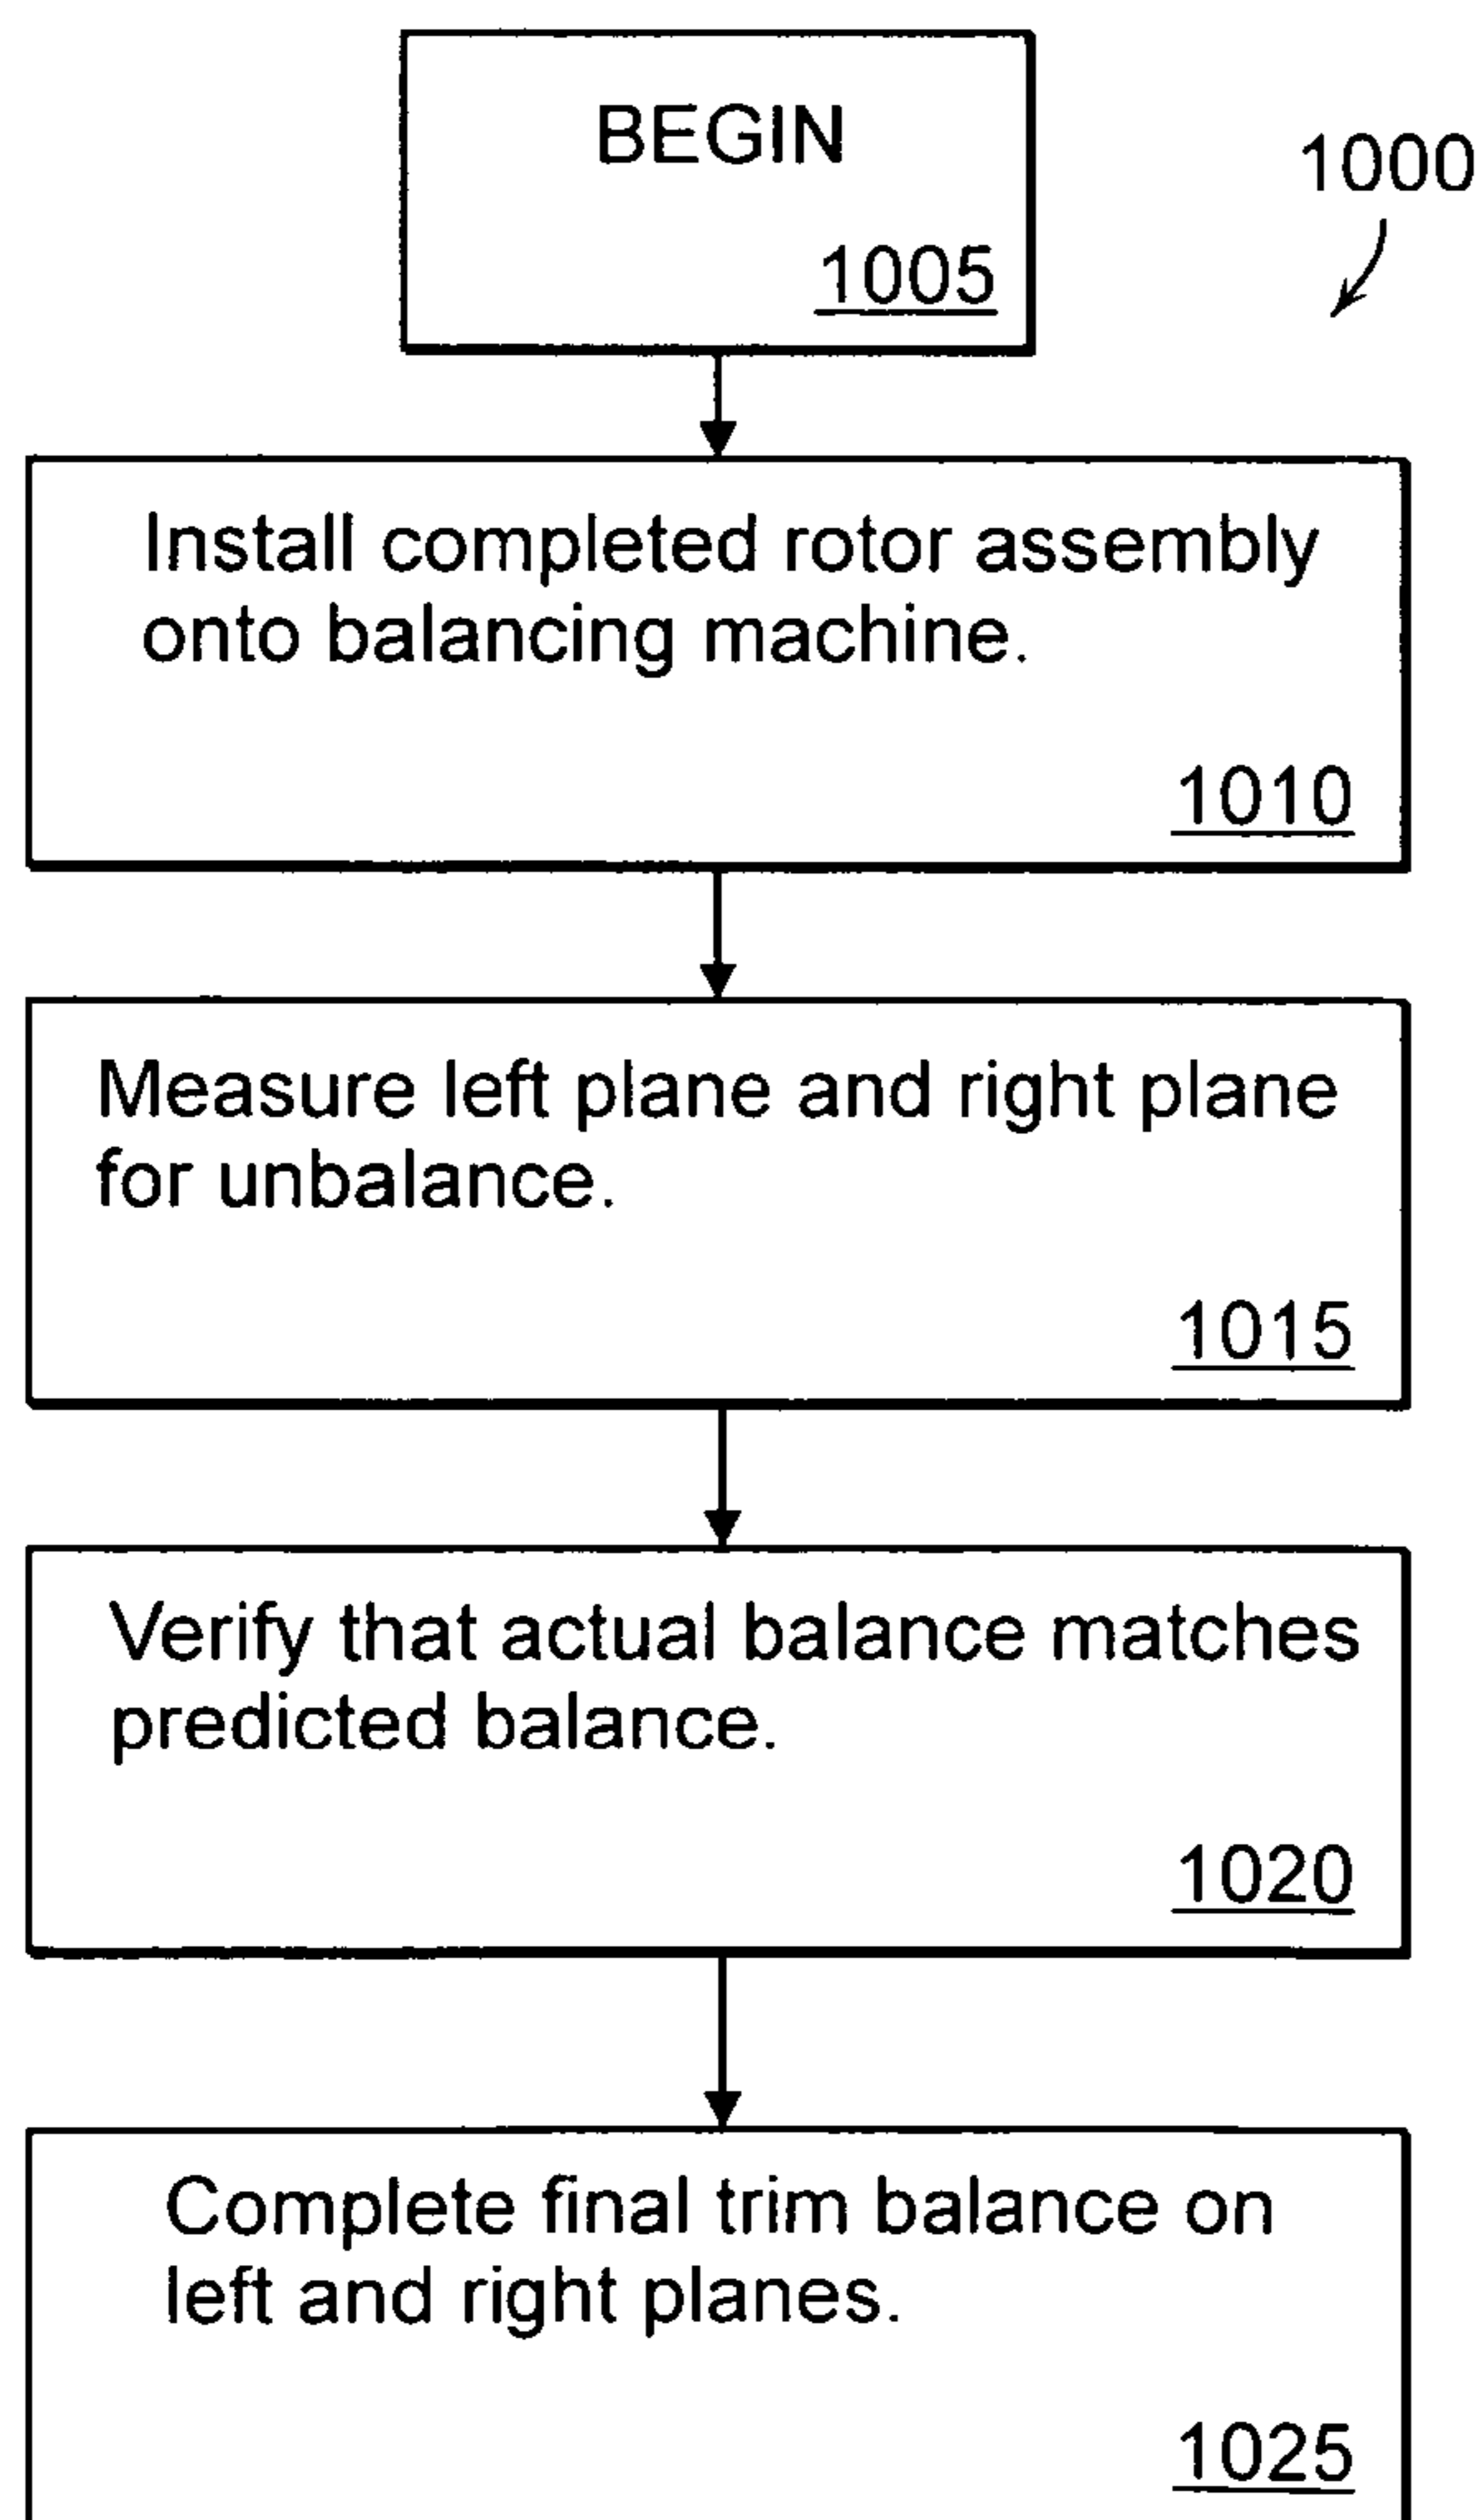 BEGIN
1000
1005
Install completed rotor assembly
onto balancing machine.
1010
Measure left plane and right plane
for unbalance.
1015
Verify that actual balance matches
predicted balance.
1020
Complete final trim balance on
left and right planes.
1025